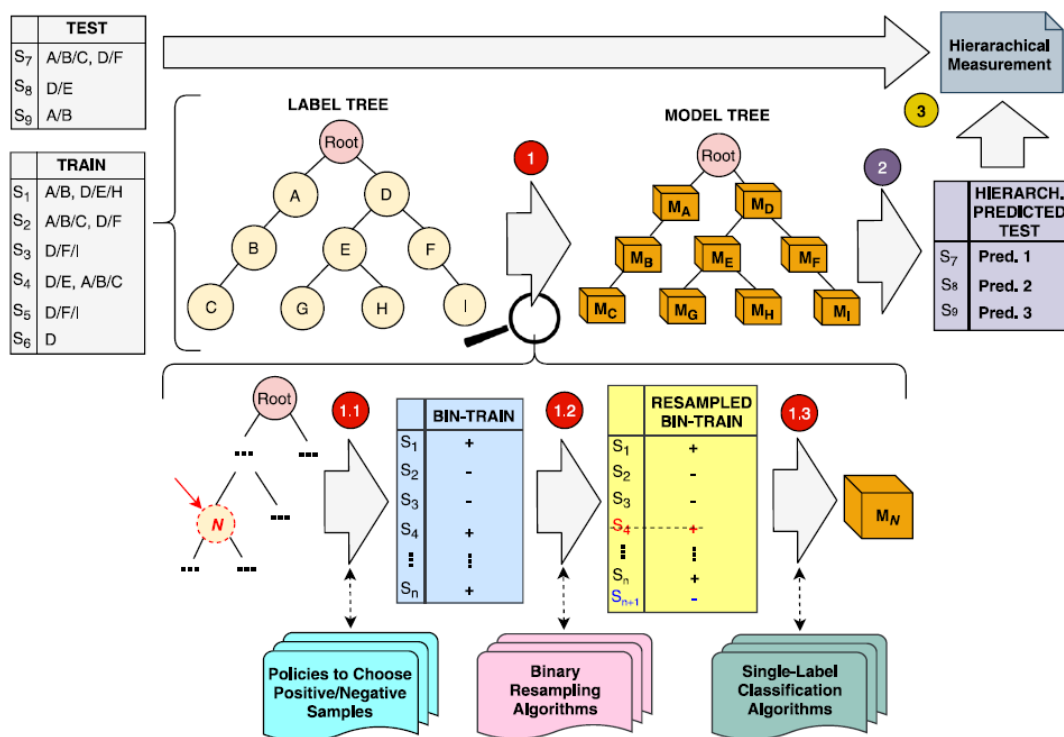 TEST
S7 A/B/C, D/F
S8 D/E
S9 A/B
Hierarachical
Measurement
3
TRAIN
S1 A/B, D/E/H
S2 A/B/C, D/F
S3 D/F/I
S4 D/E, A/B/C
S5 D/F/I
S6 D
LABEL TREE
Root
A D
B E F
C G H I
1
MODEL TREE
Root
MA MD
MB ME MF
MC MG MH MI
2
HIERARCH.
PREDICTED
TEST
S7 Pred. 1
S8 Pred. 2
S9 Pred. 3
Root
N
1.1
BIN-TRAIN
S1 +
S2 -
S3 -
S4 +
Sn +
1.2
RESAMPLED
BIN-TRAIN
S1 +
S2 -
S3 -
S4 +
Sn +
Sn+1 -
1.3
MN
Policies to Choose
Positive/Negative
Samples
Binary
Resampling
Algorithms
Single-Label
Classification
Algorithms